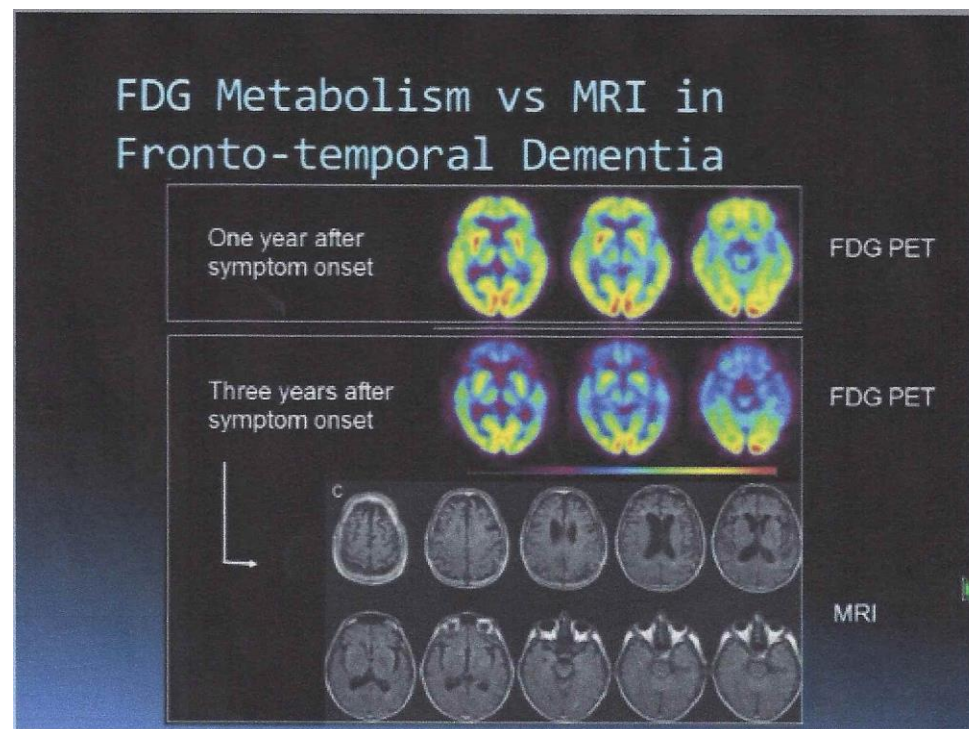 FDG Metabolism vs MRI in
Fronto-temporal Dementia
One year after
symptom onset
FDG PET
Three years after
symptom onset
FDG PET
C
MRI